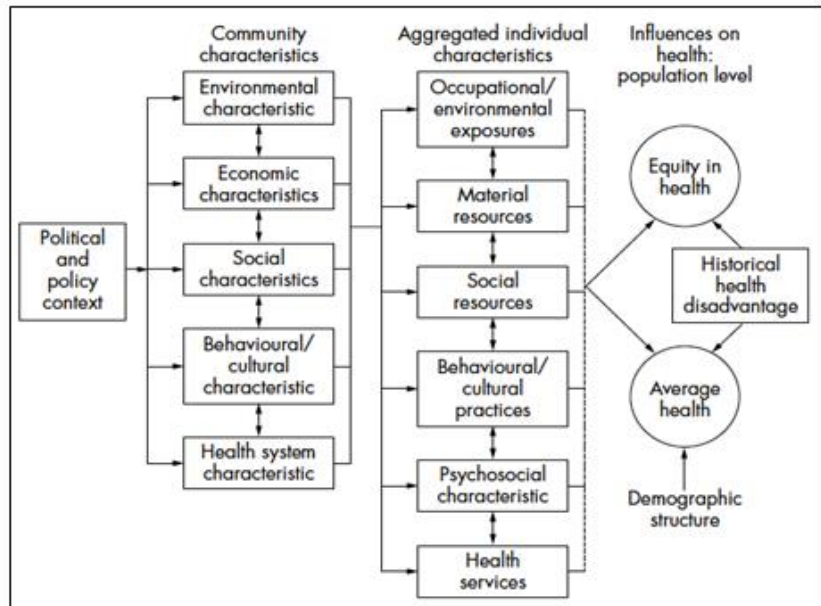 Community
characteristics
Aggregated individual
characteristics
Influences on
health:
population level
Political
and
policy
context
Environmental
characteristic
Economic
characteristics
Social
characteristics
Behavioural/
cultural
characteristic
Health system
characteristic
Occupational/
environmental
exposures
Material
resources
Social
resources
Behavioural/
cultural
practices
Psychosocial
characteristic
Health
services
Equity in
health
Historical
health
disadvantage
Average
health
Demographic
structure